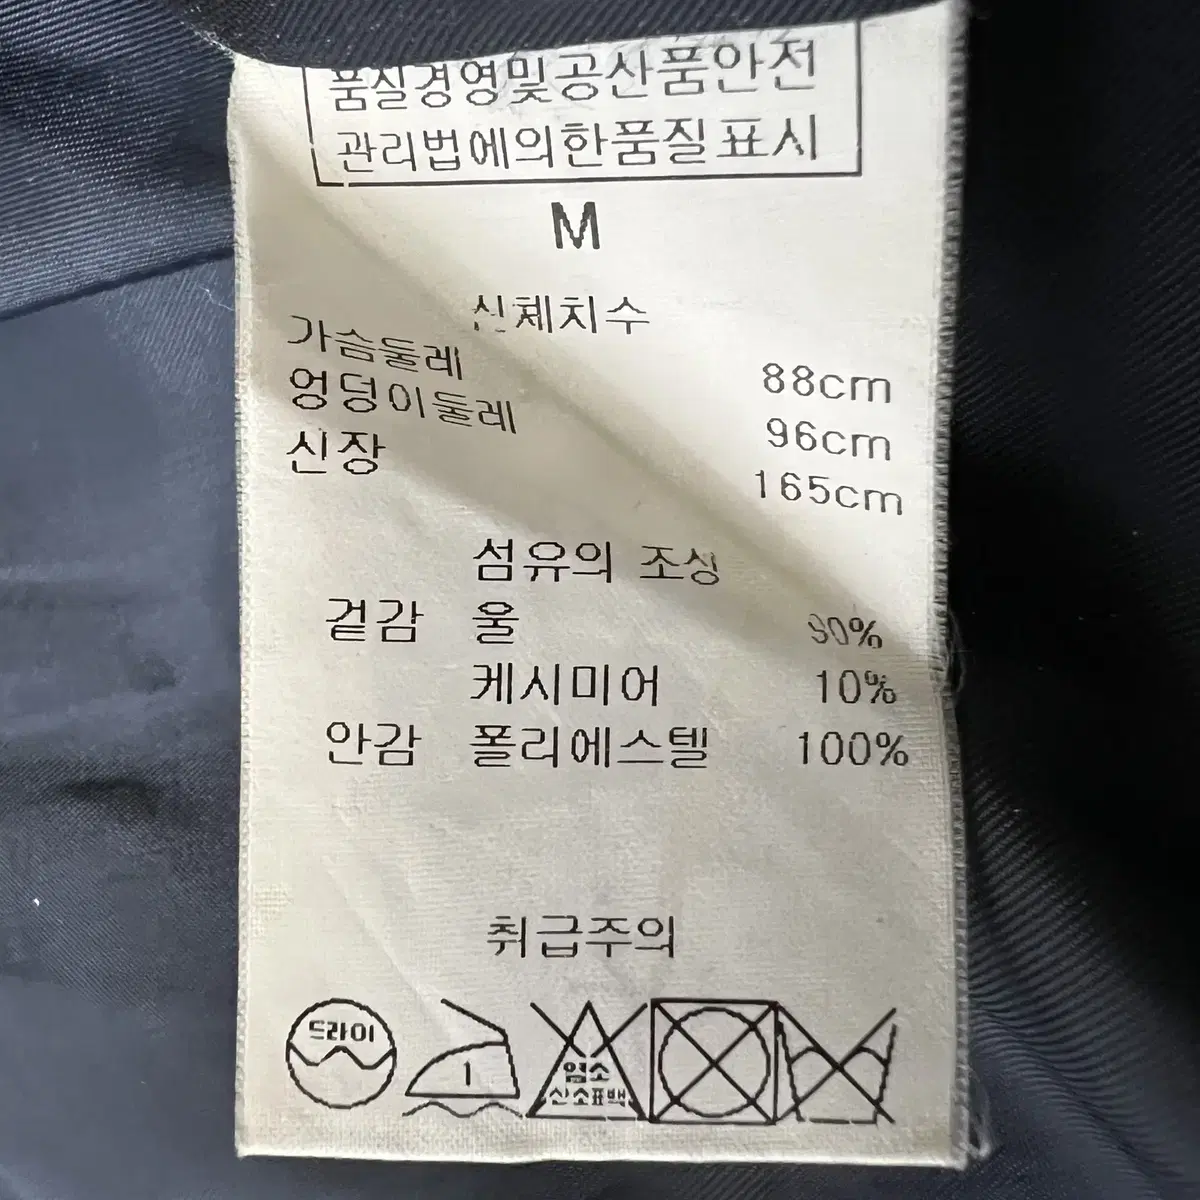 품질경영및공산품안전
관리법에의한품질표시
M
신체치수
가슴둘레 88cm
엉덩이둘레 96cm
신장 165cm
섬유의 조성
겉감 울 90%
케시미어 10%
안감 폴리에스텔 100%
취급주의
드라이 1 염소
산소표백